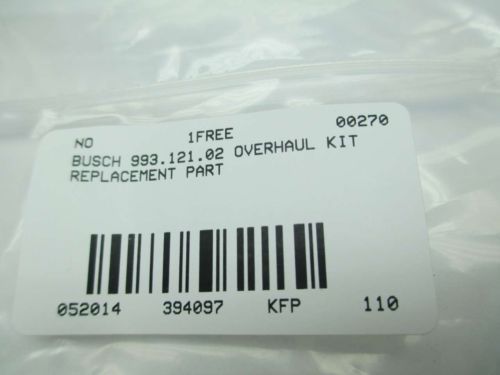 NO 1FREE 00270
BUSCH 993.121.02 OVERHAUL KIT
REPLACEMENT PART
052014 394097 KFP 110